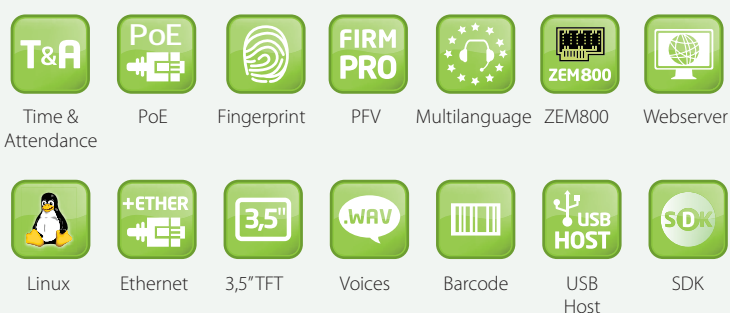 T&A
PoE
FIRM
PRO
ZEM800
Time &
Attendance
PoE
Fingerprint
PFV
Multilanguage
ZEM800
Webserver
+ETHER
3,5"
.WAV
USB
HOST
SDK
Linux
Ethernet
3,5” TFT
Voices
Barcode
USB
Host
SDK